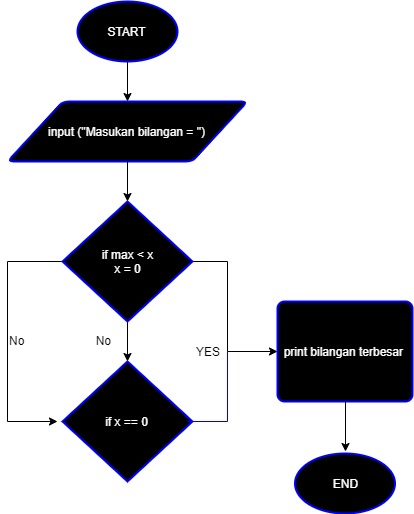 START
input ("Masukan bilangan = ")
if max < x
x = 0
No
No
YES
print bilangan terbesar
if x == 0
END